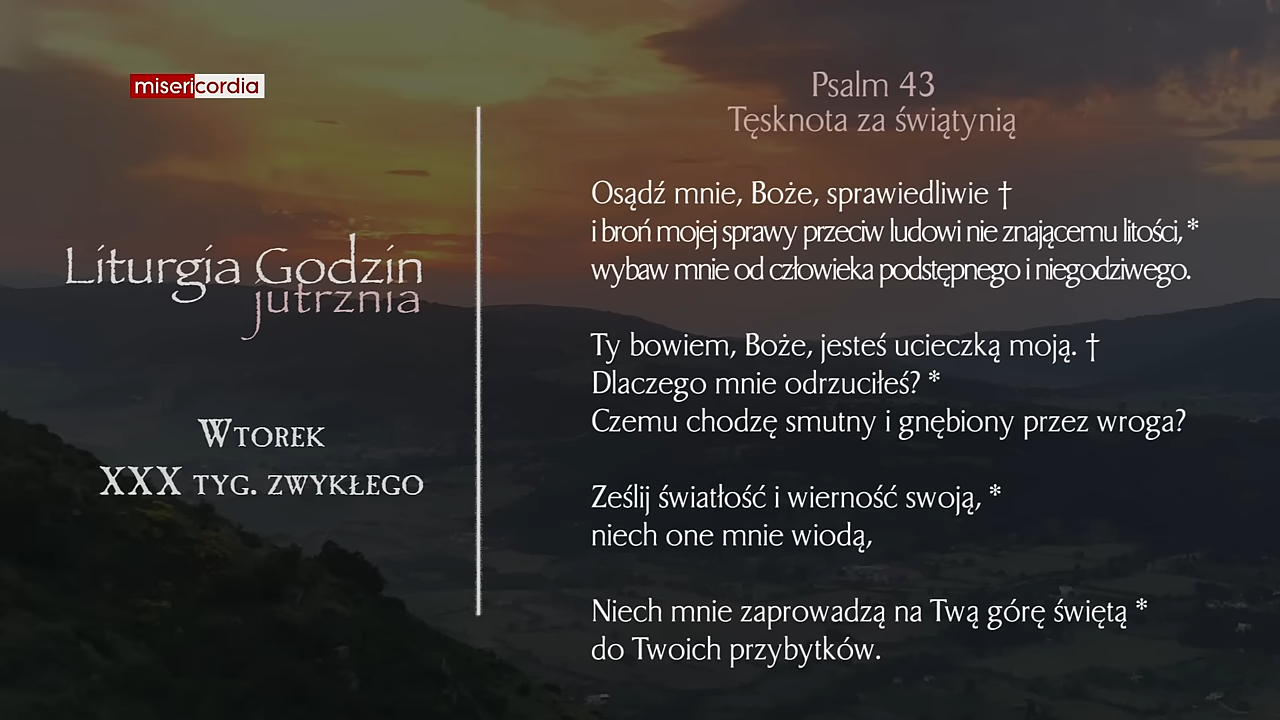 misericordia
Liturgia Godzin
jutrznia
Wtorek
XXX tyg. zwykłego
Psalm 43
Tęsknota za świątynią
Osądź mnie, Boże, sprawiedliwie †
i broń mojej sprawy przeciw ludowi nie znającemu litości, *
wybaw mnie od człowieka podstępnego i niegodziwego.
Ty bowiem, Boże, jesteś ucieczką moją. †
Dlaczego mnie odrzuciłeś? *
Czemu chodzę smutny i gnębiony przez wroga?
Ześlij światłość i wierność swoją, *
niech one mnie wiodą,
Niech mnie zaprowadzą na Twą górę świętą *
do Twoich przybytków.